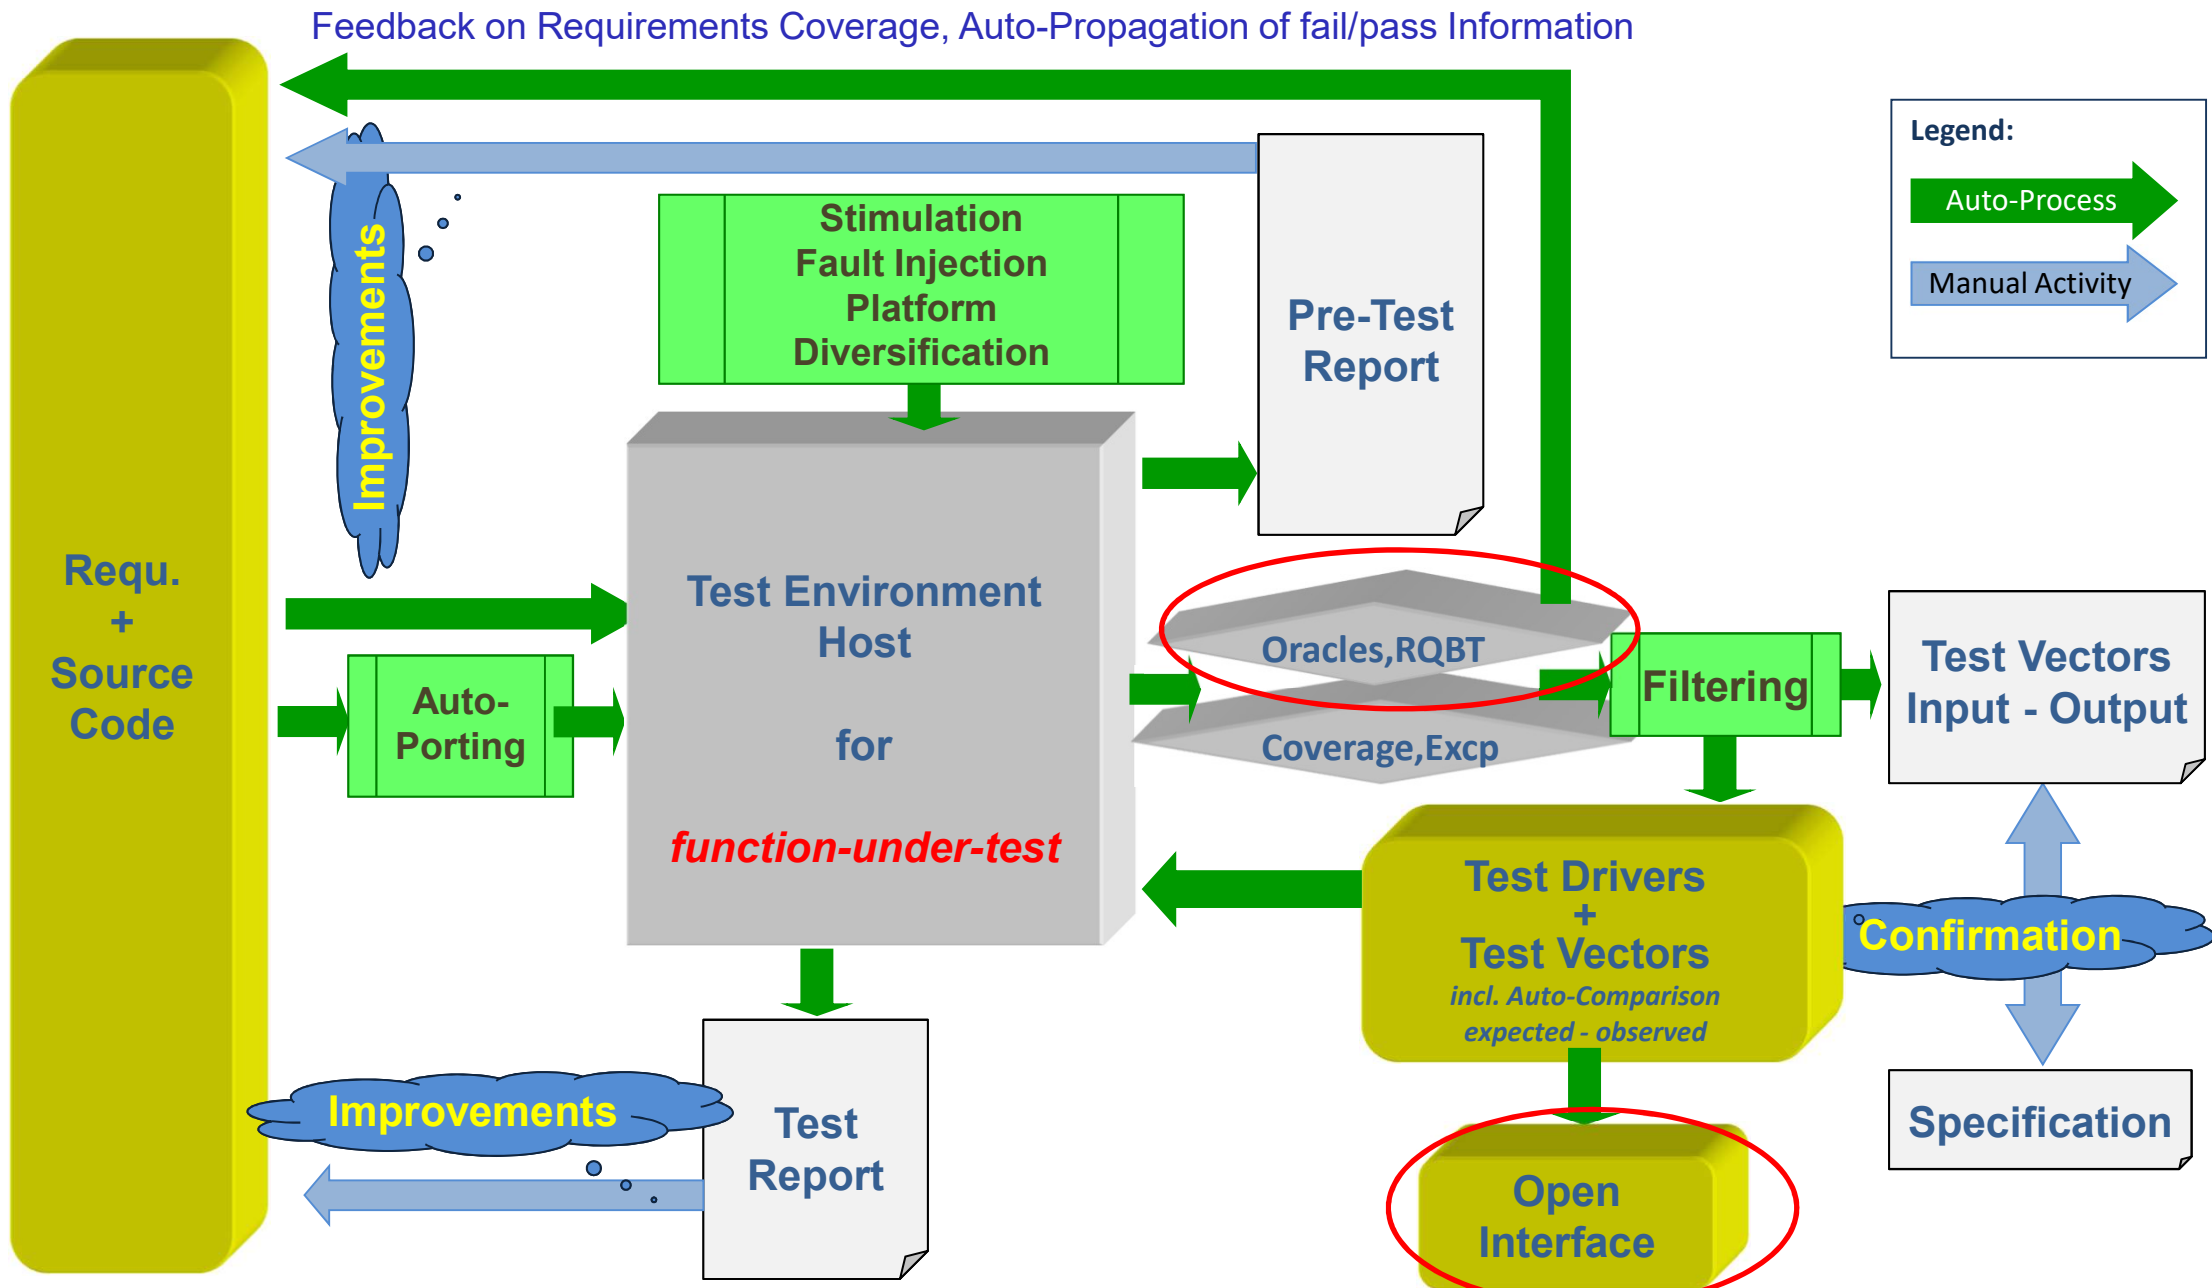 Feedback on Requirements Coverage, Auto-Propagation of fail/pass Information
Legend:
Auto-Process
Manual Activity
Improvements
Stimulation
Fault Injection
Platform
Diversification
Pre-Test
Report
Requ.
+
Source
Code
Auto-
Porting
Test Environment
Host
for
function-under-test
Oracles,RQBT
Coverage,Excp
Filtering
Test Vectors
Input - Output
Test Drivers
+
Test Vectors
incl. Auto-Comparison
expected - observed
Confirmation
Specification
Improvements
Test
Report
Open
Interface